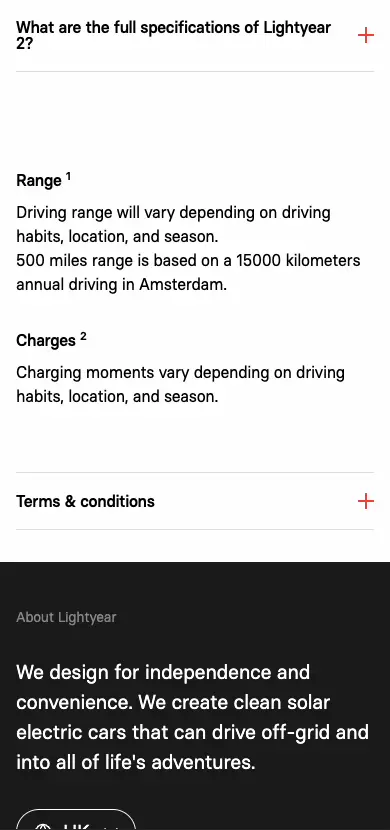 What are the full specifications of Lightyear
2?
Range 1
Driving range will vary depending on driving
habits, location, and season.
500 miles range is based on a 15000 kilometers
annual driving in Amsterdam.
Charges 2
Charging moments vary depending on driving
habits, location, and season.
Terms & conditions
About Lightyear
We design for independence and
convenience. We create clean solar
electric cars that can drive off-grid and
into all of life's adventures.
UK